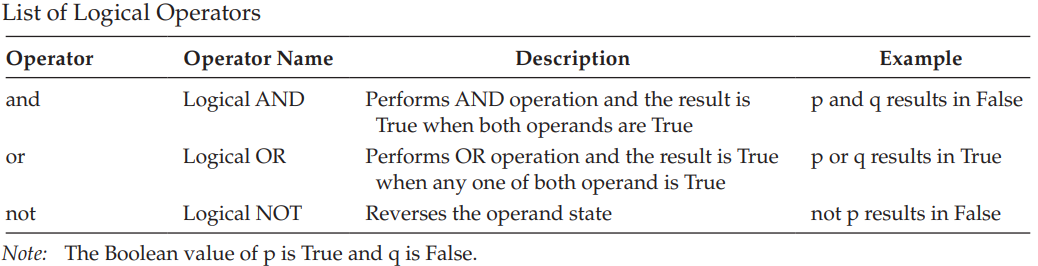 List of Logical Operators
Operator Operator Name Description Example
and Logical AND Performs AND operation and the result is p and q results in False
True when both operands are True
or Logical OR Performs OR operation and the result is True p or q results in True
when any one of both operand is True
not Logical NOT Reverses the operand state not p results in False
Note: The Boolean value of p is True and q is False.